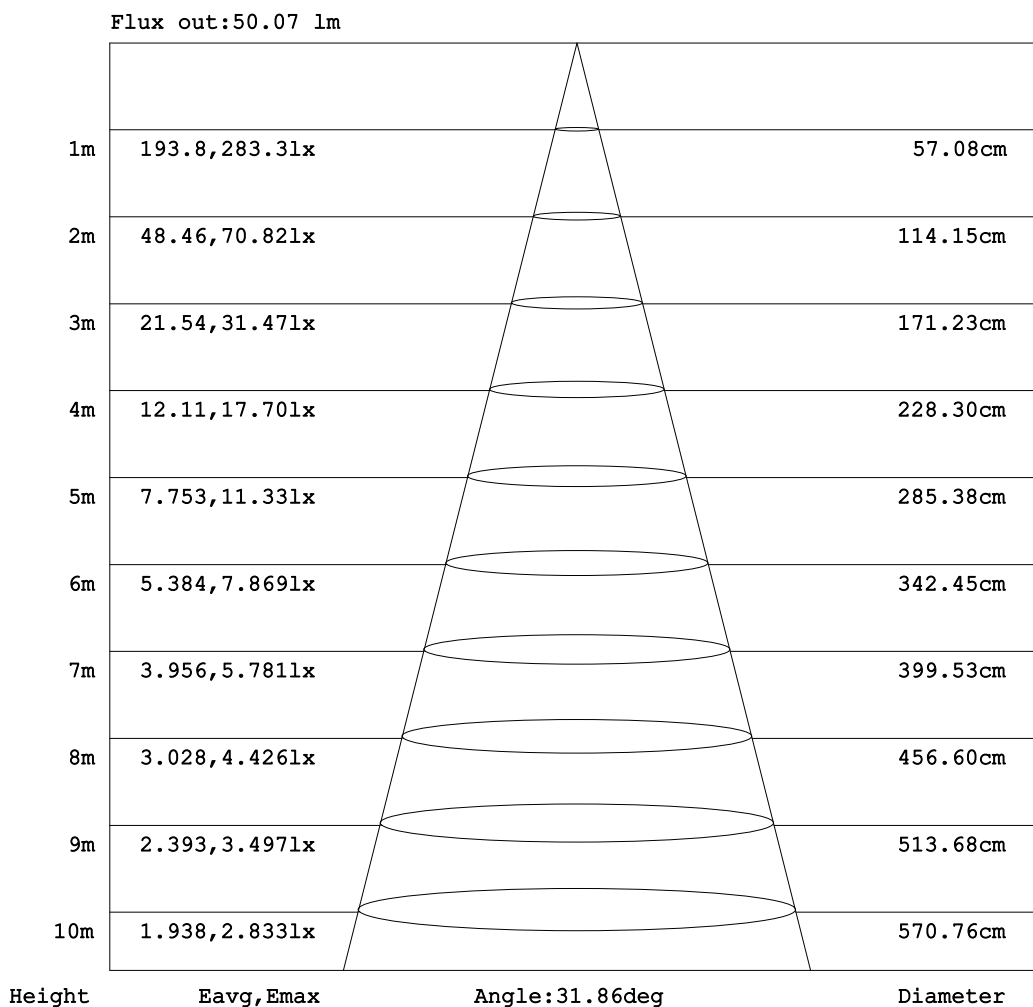 Flux out:50.07 lm
1m 193.8,283.3lx 57.08cm
2m 48.46,70.82lx 114.15cm
3m 21.54,31.47lx 171.23cm
4m 12.11,17.70lx 228.30cm
5m 7.753,11.33lx 285.38cm
6m 5.384,7.869lx 342.45cm
7m 3.956,5.781lx 399.53cm
8m 3.028,4.426lx 456.60cm
9m 2.393,3.497lx 513.68cm
10m 1.938,2.833lx 570.76cm
Height Eavg,Emax Angle:31.86deg Diameter